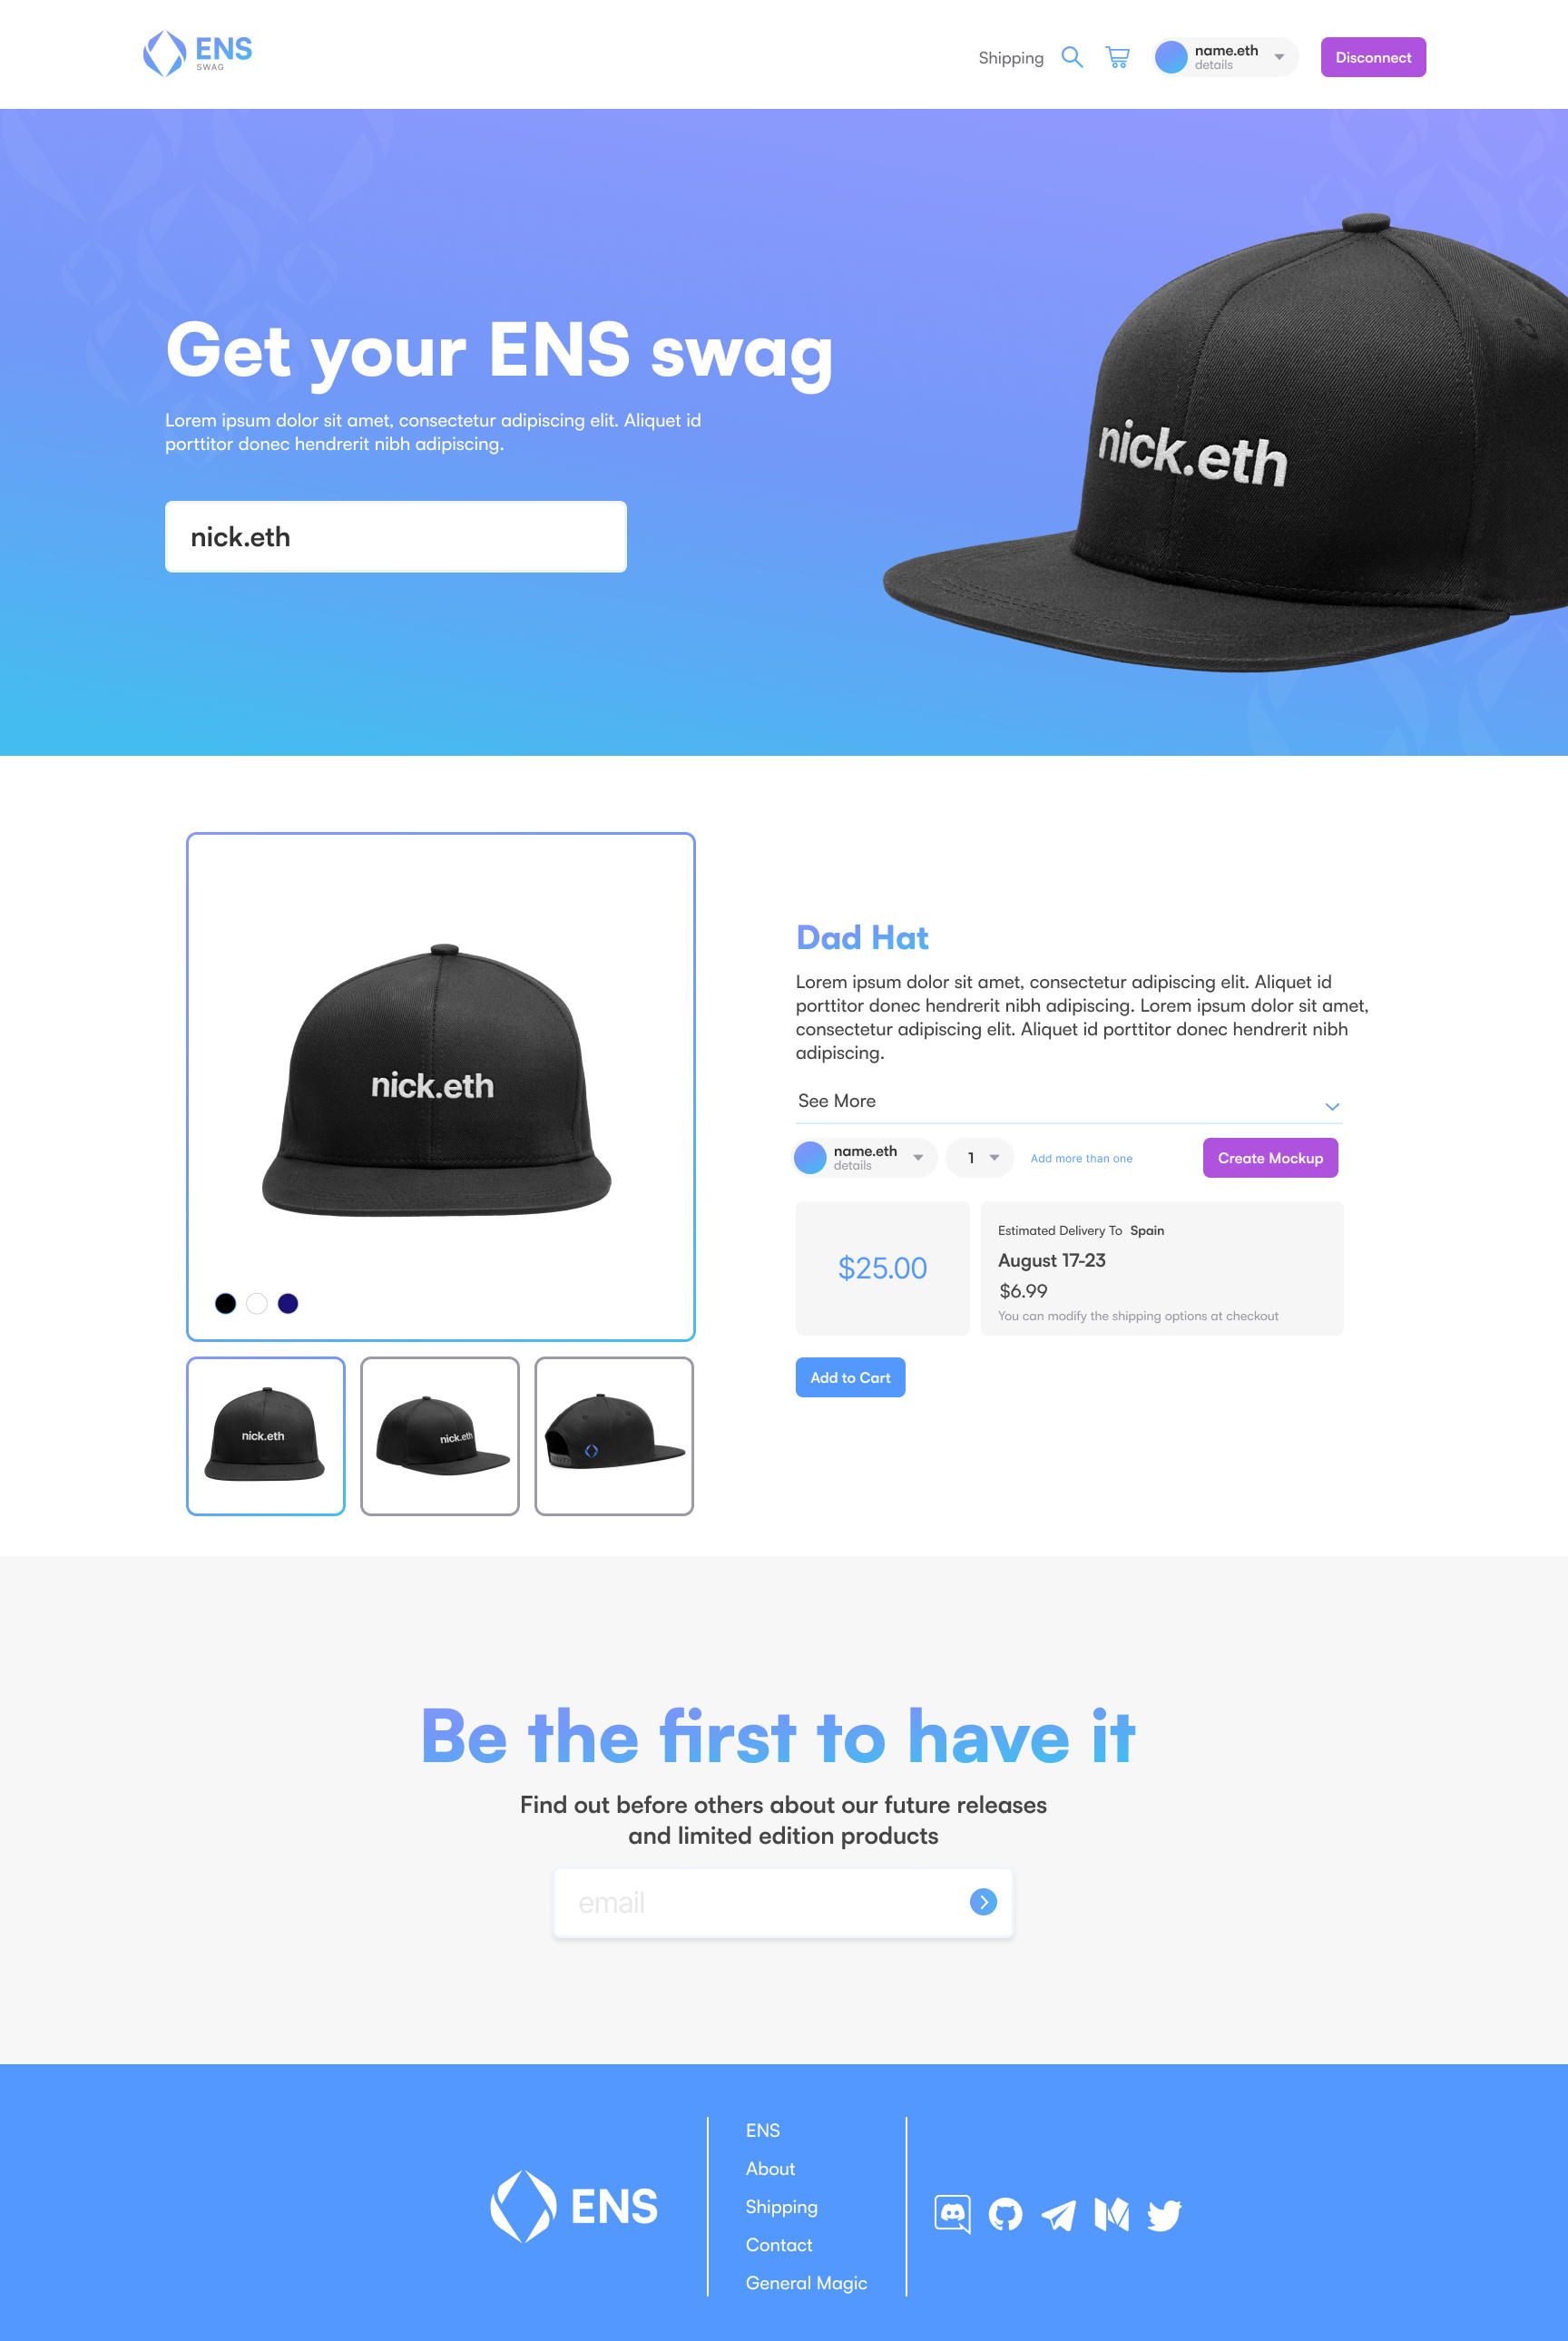 ENS
SWAG
Shipping
name.eth
details
Disconnect
Get your ENS swag
Lorem ipsum dolor sit amet, consectetur adipiscing elit. Aliquet id
porttitor donec hendrerit nibh adipiscing.
nick.eth
nick.eth
nick.eth
Dad Hat
Lorem ipsum dolor sit amet, consectetur adipiscing elit. Aliquet id
porttitor donec hendrerit nibh adipiscing. Lorem ipsum dolor sit amet,
consectetur adipiscing elit. Aliquet id porttitor donec hendrerit nibh
adipiscing.
See More
name.eth
details
1
Add more than one
Create Mockup
$25.00
Estimated Delivery To Spain
August 17-23
$6.99
You can modify the shipping options at checkout
Add to Cart
nick.eth
nick.eth
Be the first to have it
Find out before others about our future releases
and limited edition products
email
ENS
ENS
About
Shipping
Contact
General Magic